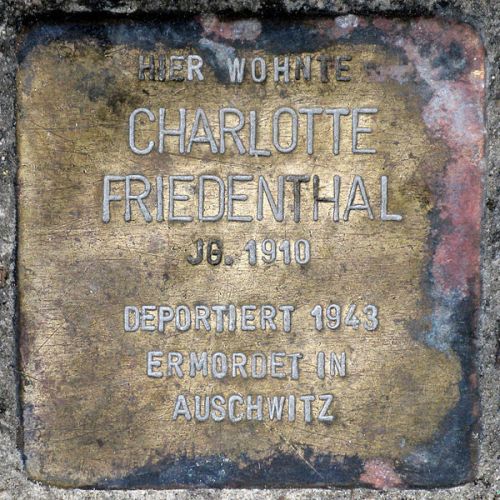 HIER WOHNTE
CHARLOTTE
FRIEDENTHAL
JG. 1910
DEPORTIERT 1943
ERMORDET IN
AUSCHWITZ